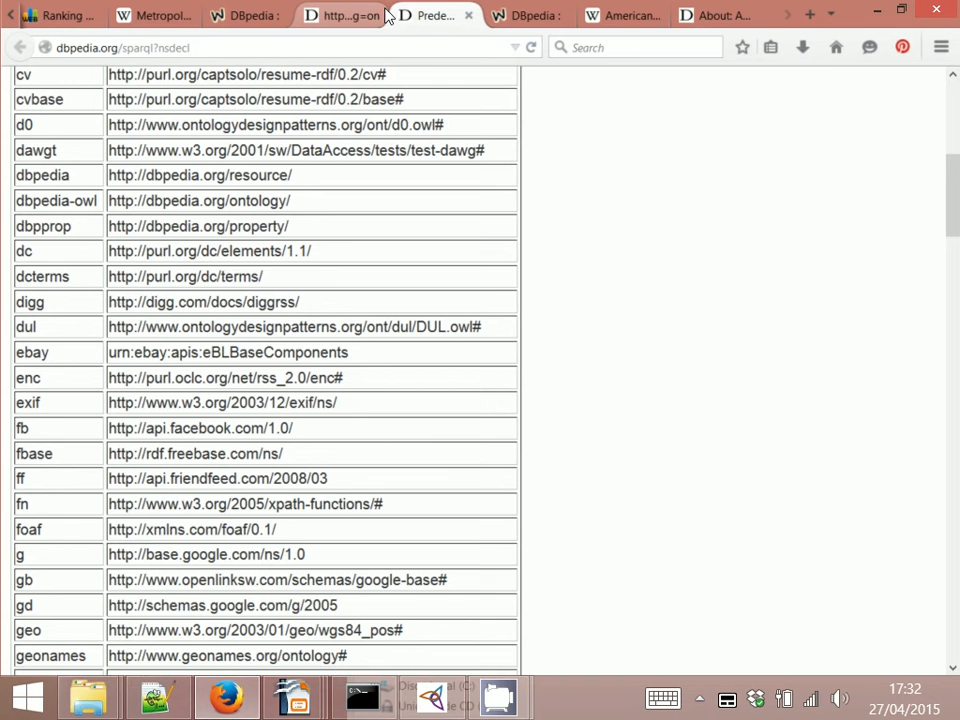 Ranking ...
Metropol...
DBpedia :
http...g=on
Prede...
DBpedia :
American...
About: A...
dbpedia.org/sparql?nsdecl
Search
cv http://purl.org/captsolo/resume-rdf/0.2/cv#
cvbase http://purl.org/captsolo/resume-rdf/0.2/base#
d0 http://www.ontologydesignpatterns.org/ont/d0.owl#
dawgt http://www.w3.org/2001/sw/DataAccess/tests/test-dawg#
dbpedia http://dbpedia.org/resource/
dbpedia-owl http://dbpedia.org/ontology/
dbpprop http://dbpedia.org/property/
dc http://purl.org/dc/elements/1.1/
dcterms http://purl.org/dc/terms/
digg http://digg.com/docs/diggrss/
dul http://www.ontologydesignpatterns.org/ont/dul/DUL.owl#
ebay urn:ebay:apis:eBLBaseComponents
enc http://purl.oclc.org/net/rss_2.0/enc#
exif http://www.w3.org/2003/12/exif/ns/
fb http://api.facebook.com/1.0/
fbase http://rdf.freebase.com/ns/
ff http://api.friendfeed.com/2008/03
fn http://www.w3.org/2005/xpath-functions/#
foaf http://xmlns.com/foaf/0.1/
g http://base.google.com/ns/1.0
gb http://www.openlinksw.com/schemas/google-base#
gd http://schemas.google.com/g/2005
geo http://www.w3.org/2003/01/geo/wgs84_pos#
geonames http://www.geonames.org/ontology#
17:32
27/04/2015